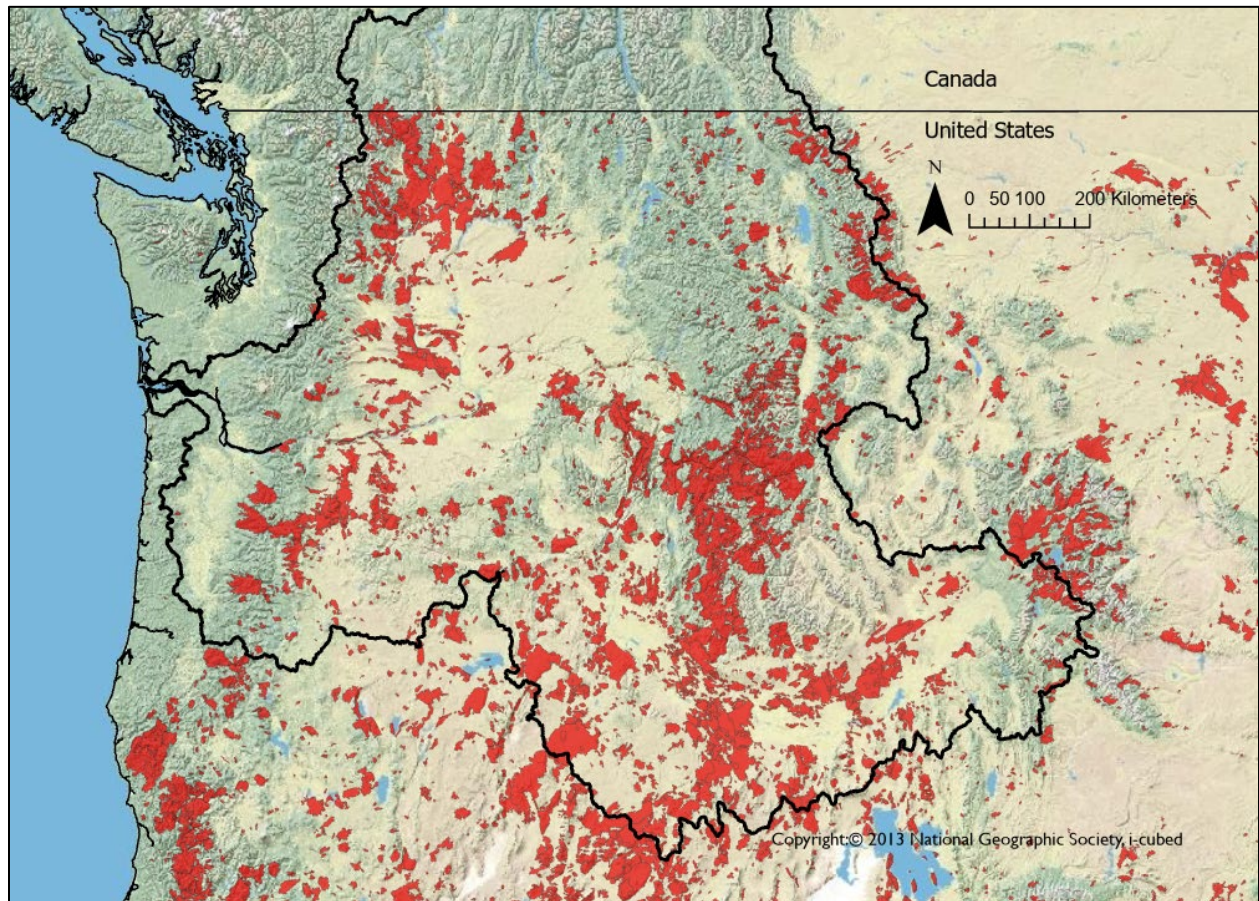 Canada
United States
N
0 50 100 200 Kilometers
Copyright:© 2013 National Geographic Society, i-cubed